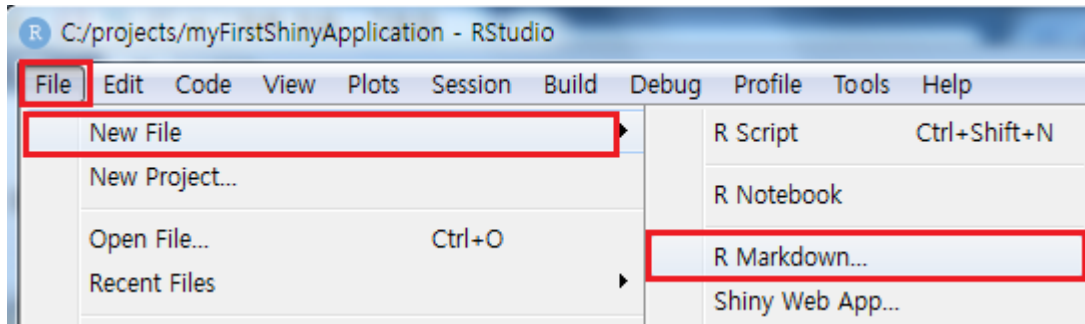 R C:/projects/myFirstShinyApplication - RStudio
File Edit Code View Plots Session Build Debug Profile Tools Help
New File
New Project...
Open File... Ctrl+O
Recent Files
R Script Ctrl+Shift+N
R Notebook
R Markdown...
Shiny Web App...